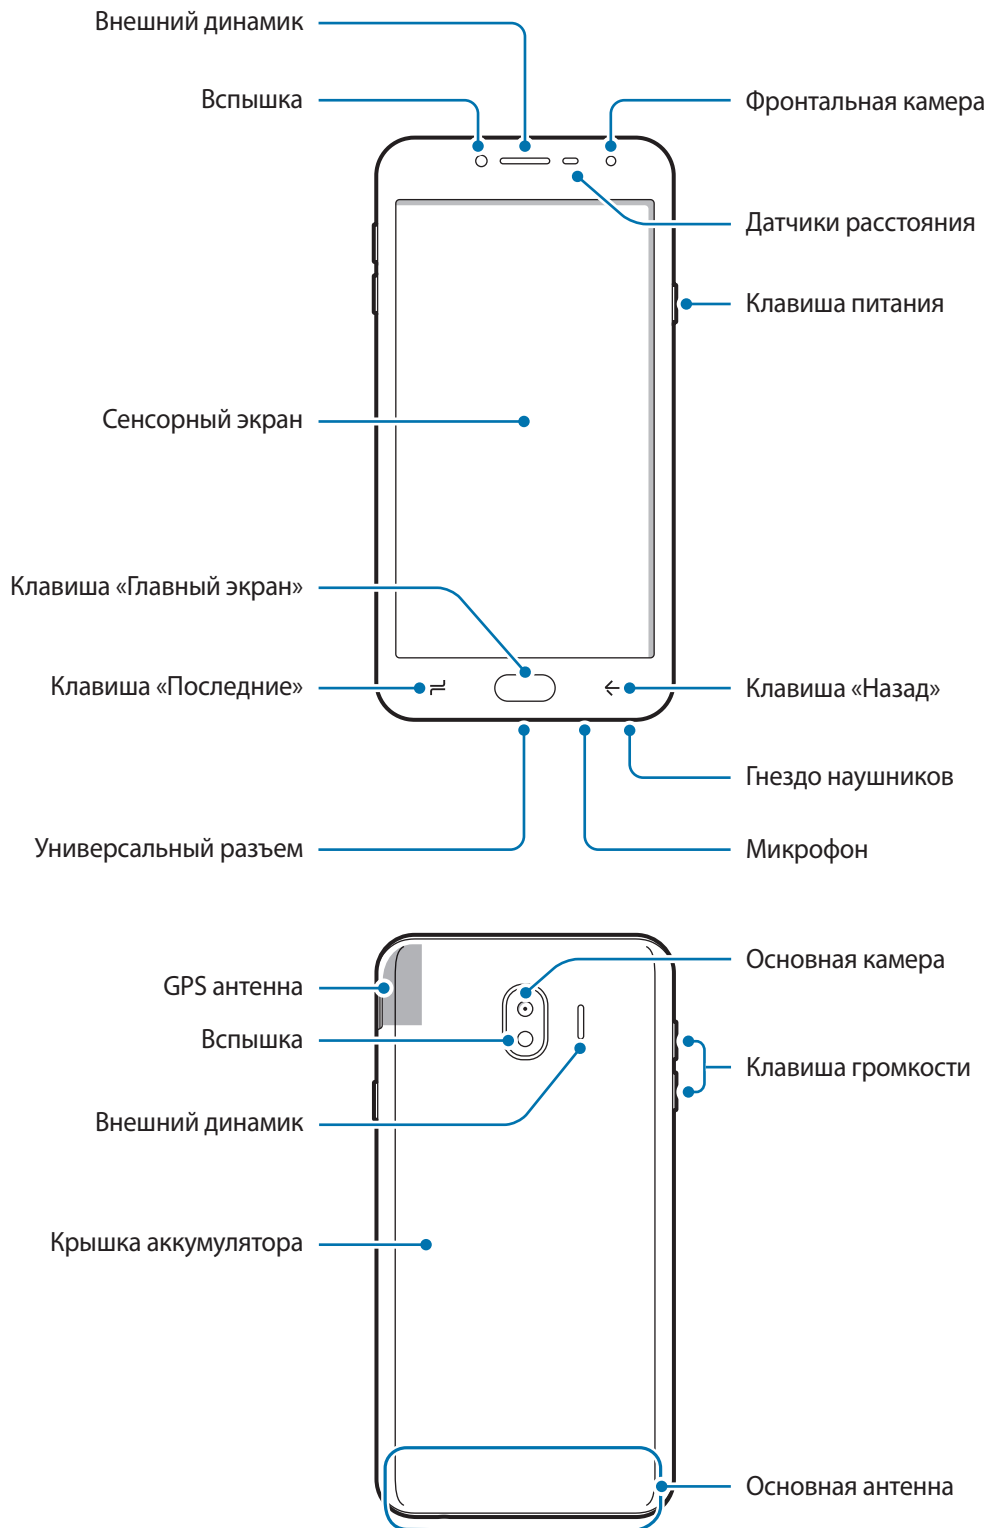 Внешний динамик
Вспышка
Фронтальная камера
Датчики расстояния
Клавиша питания
Сенсорный экран
Клавиша «Главный экран»
Клавиша «Последние»
Клавиша «Назад»
Гнездо наушников
Универсальный разъем
Микрофон
Основная камера
GPS антенна
Вспышка
Клавиша громкости
Внешний динамик
Крышка аккумулятора
Основная антенна